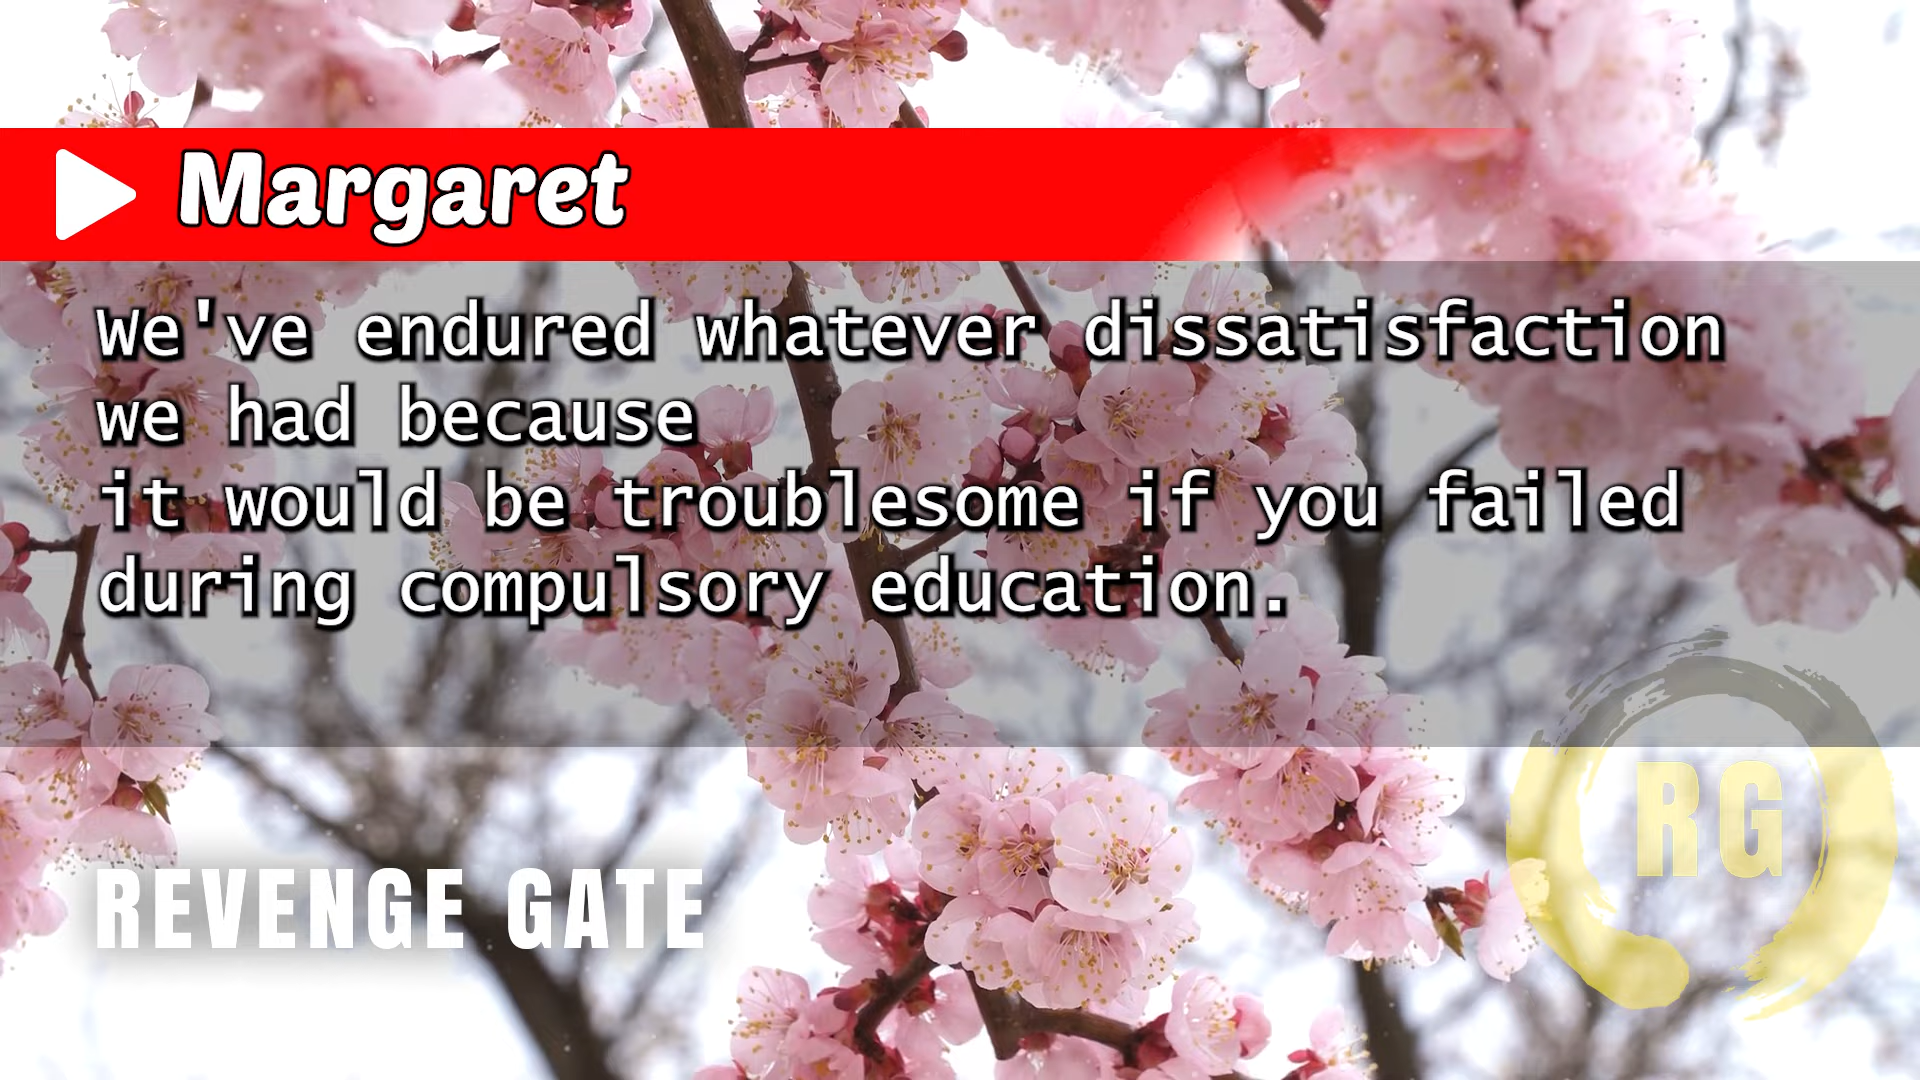 Margaret
We've endured whatever dissatisfaction
we had because
it would be troublesome if you failed
during compulsory education.
REVENGE GATE
RG